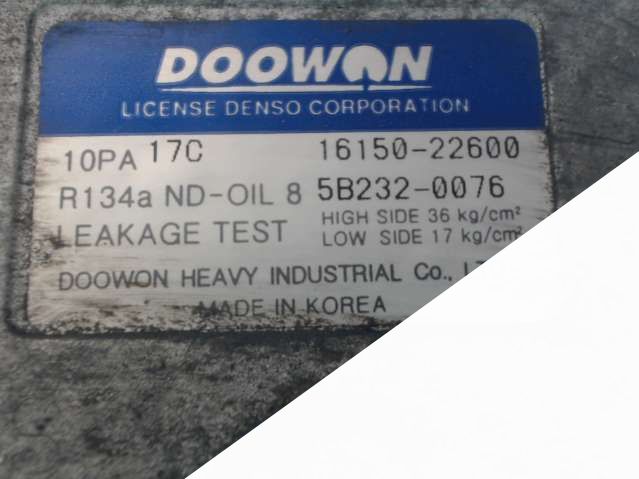 DOOWON
LICENSE DENSO CORPORATION
10PA 17C 16150-22600
R134a ND-OIL 8 5B232-0076
LEAKAGE TEST HIGH SIDE 36 kg/cm²
LOW SIDE 17 kg/cm²
DOOWON HEAVY INDUSTRIAL Co.,
MADE IN KOREA